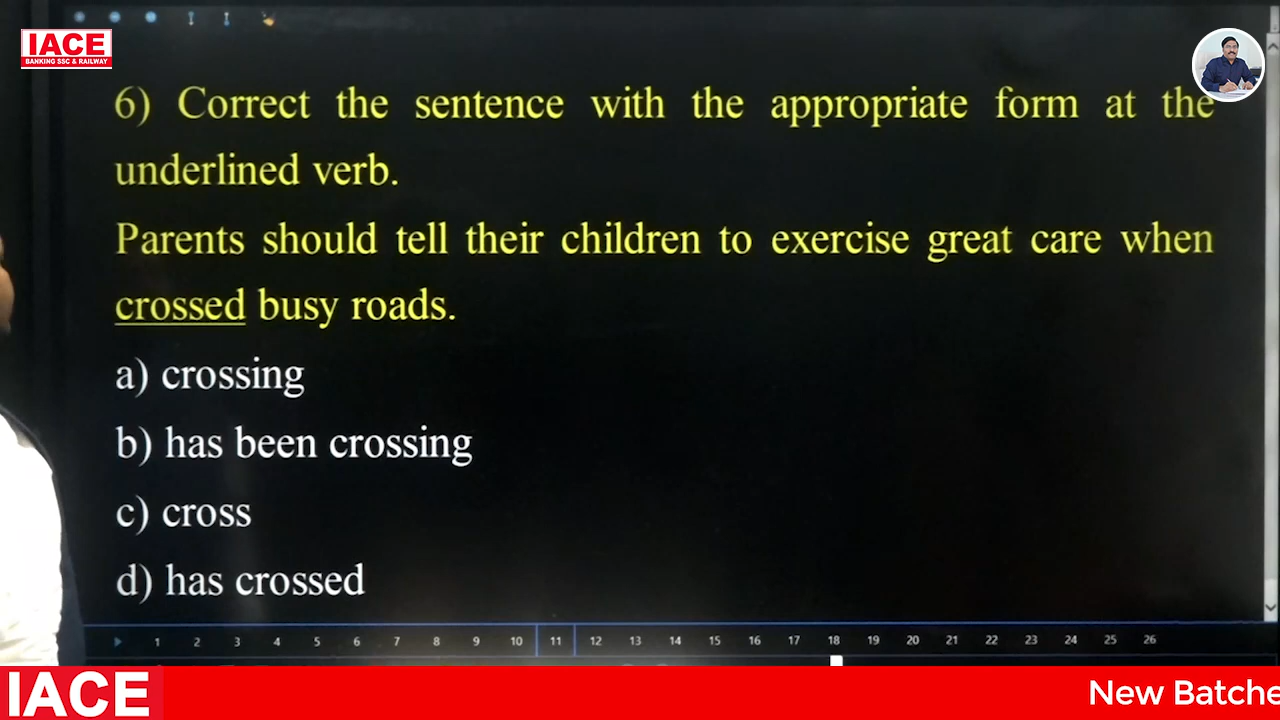 IACE
BANKING SSC & RAILWAY
6) Correct the sentence with the appropriate form at the
underlined verb.
Parents should tell their children to exercise great care when
crossed busy roads.
a) crossing
b) has been crossing
c) cross
d) has crossed
1 2 3 4 5 6 7 8 9 10 11 12 13 14 15 16 17 18 19 20 21 22 23 24 25 26
IACE
New Batche